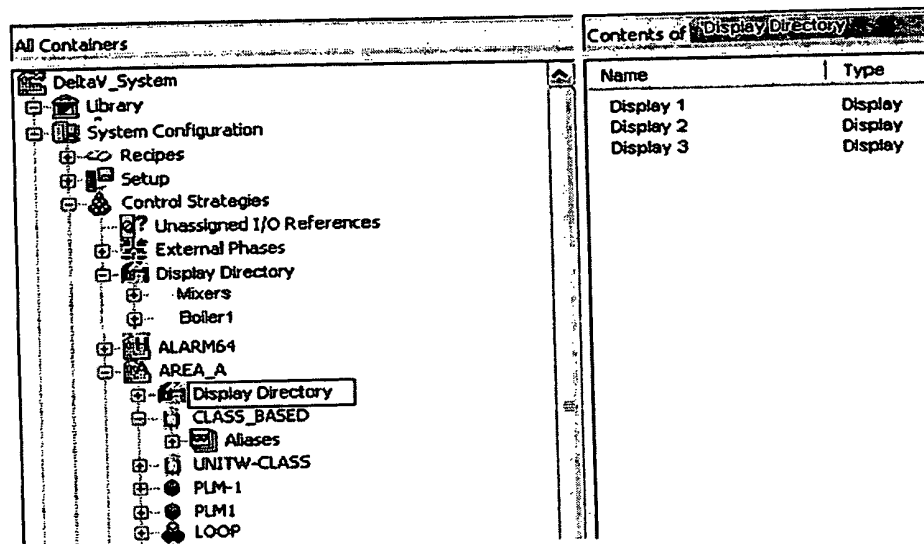 All Containers
DeltaV_System
Library
System Configuration
Recipes
Setup
Control Strategies
Unassigned I/O References
External Phases
Display Directory
Mixers
Boiler1
ALARM64
AREA_A
Display Directory
CLASS_BASED
Aliases
UNITW-CLASS
PLM-1
PLM1
LOOP
Contents of Display Directory
Name Type
Display 1 Display
Display 2 Display
Display 3 Display